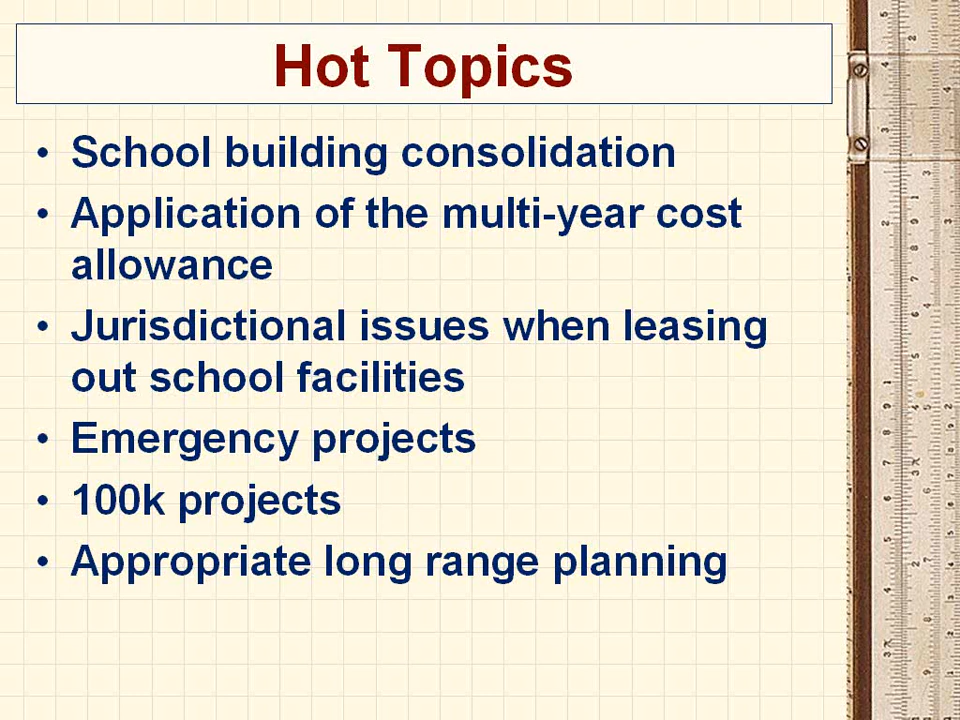 Hot Topics
• School building consolidation
• Application of the multi-year cost
allowance
• Jurisdictional issues when leasing
out school facilities
• Emergency projects
• 100k projects
• Appropriate long range planning